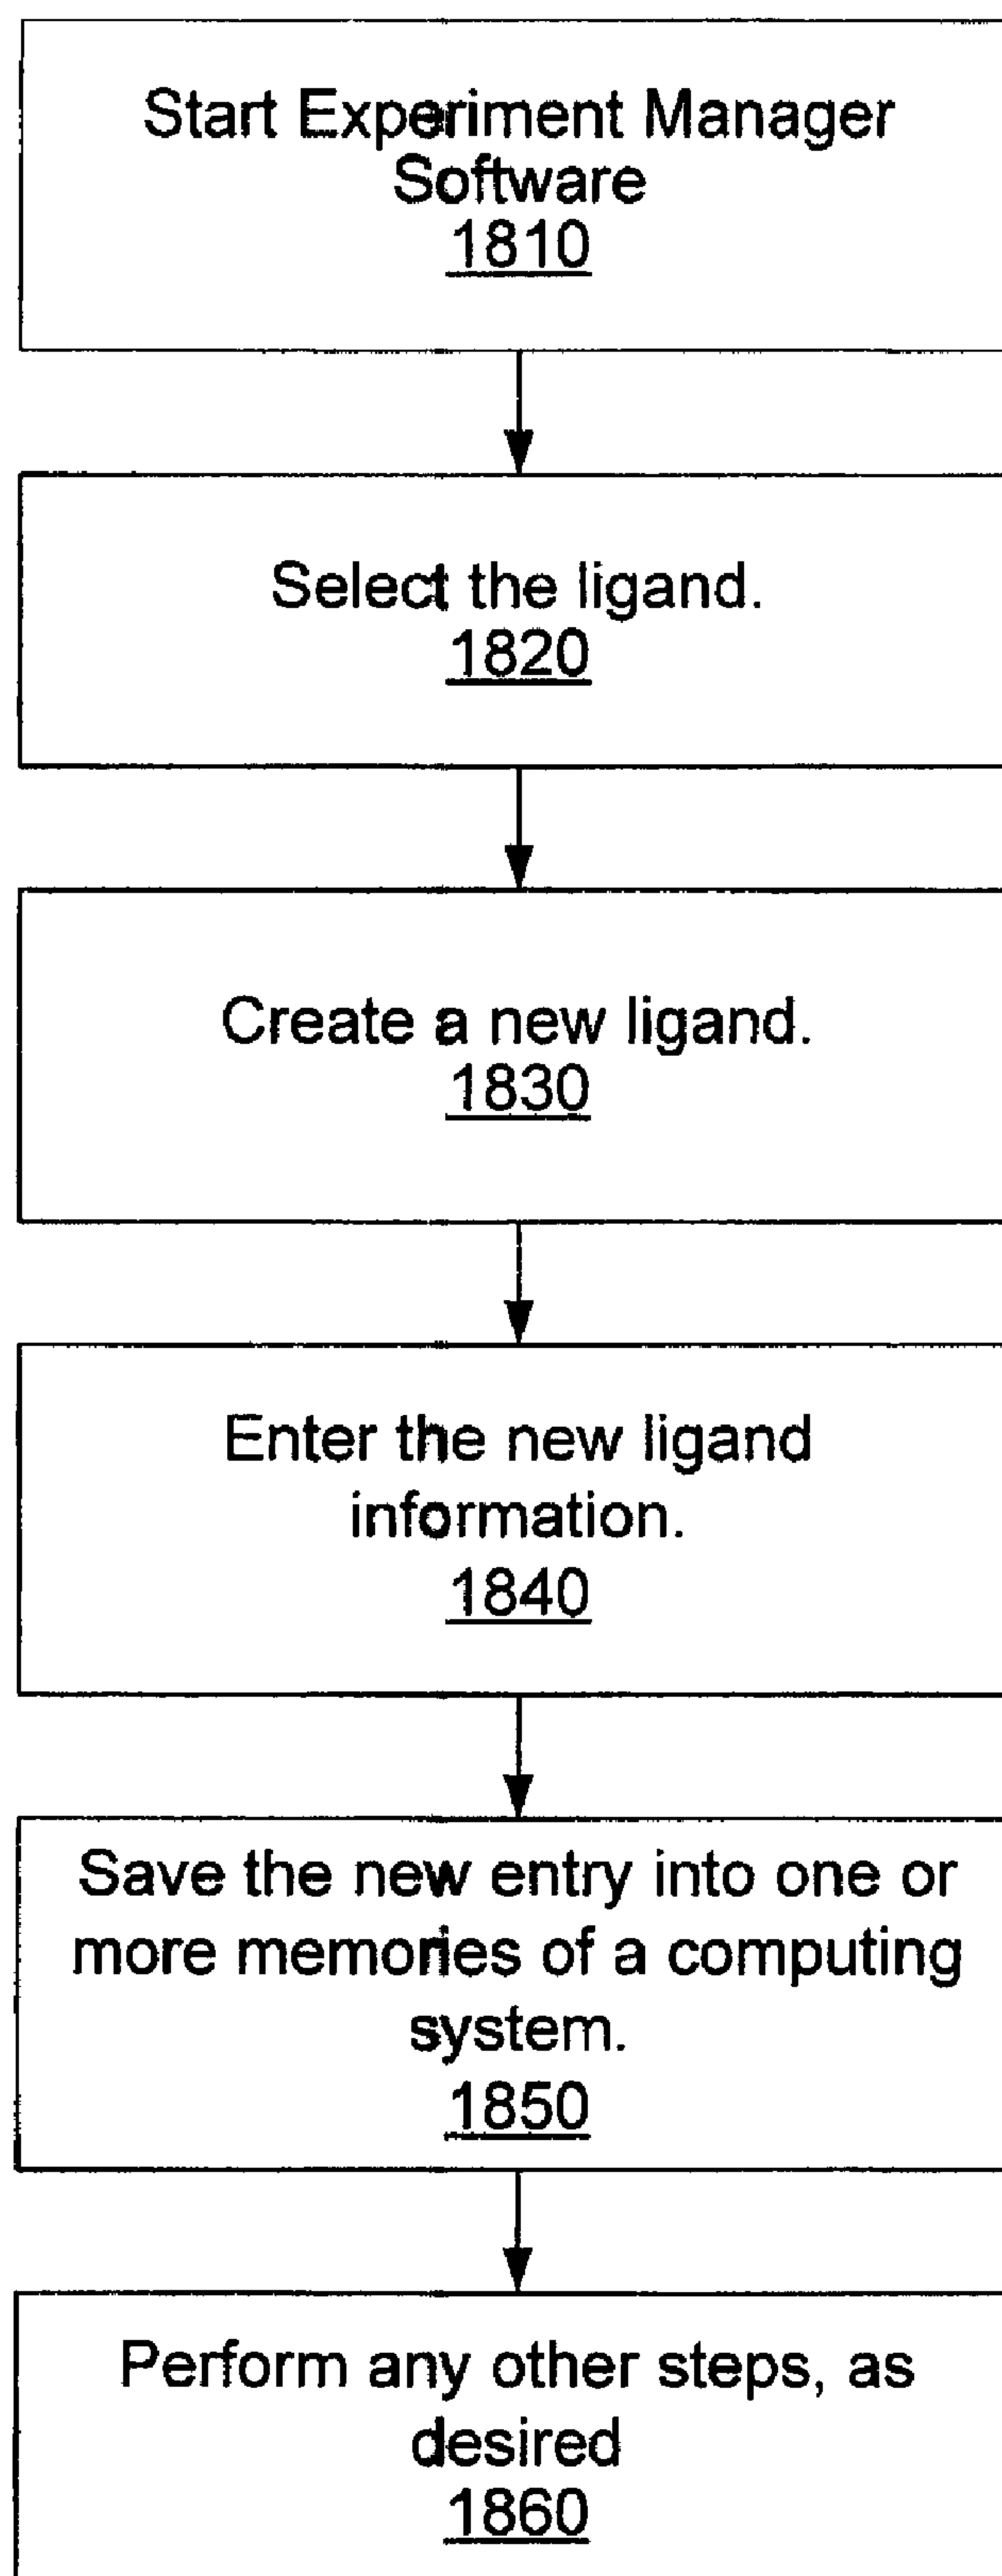 Start Experiment Manager
Software
1810
Select the ligand.
1820
Create a new ligand.
1830
Enter the new ligand
information.
1840
Save the new entry into one or
more memories of a computing
system.
1850
Perform any other steps, as
desired
1860